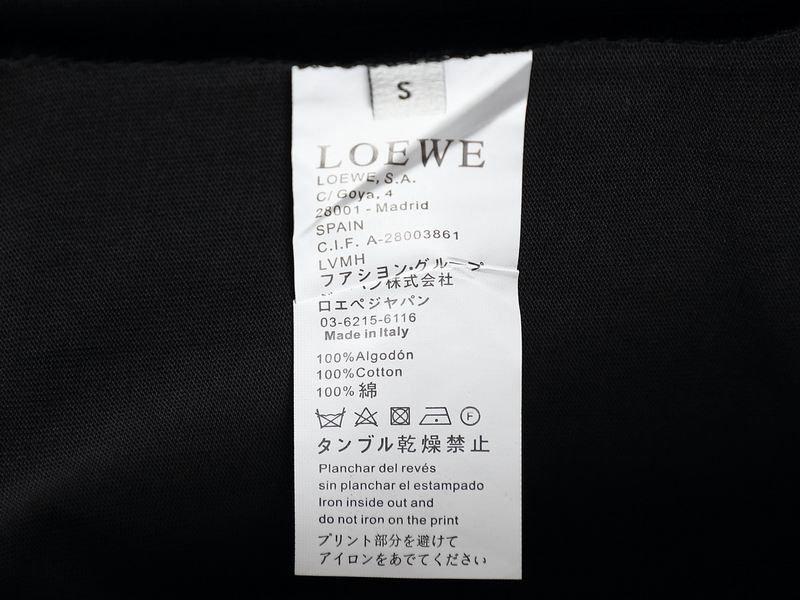 S
LOEWE
LOEWE, S.A.
C/ Goya, 4
28001 - Madrid
SPAIN
C.I.F. A-28003861
LVMH
ファション・グループ
ン株式会社
ロエベジャパン
03-6215-6116
Made in Italy
100%Algodón
100%Cotton
100% 綿
F
タンブル乾燥禁止
Planchar del revés
sin planchar el estampado
Iron inside out and
do not iron on the print
プリント部分を避けて
アイロンをあてでください